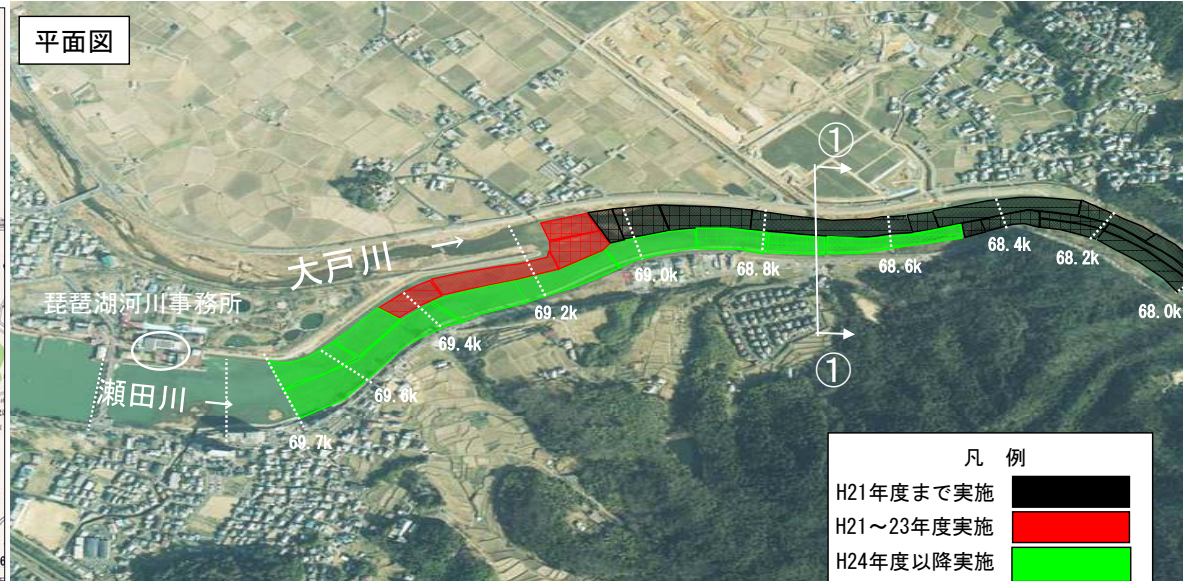 平面図
①
大戸川 →
琵琶湖河川事務所
瀬田川 →
69.7k
69.6k
69.4k
69.2k
69.0k
68.8k
68.6k
68.4k
68.2k
68.0k
①
凡 例
H21年度まで実施
H21～23年度実施
H24年度以降実施